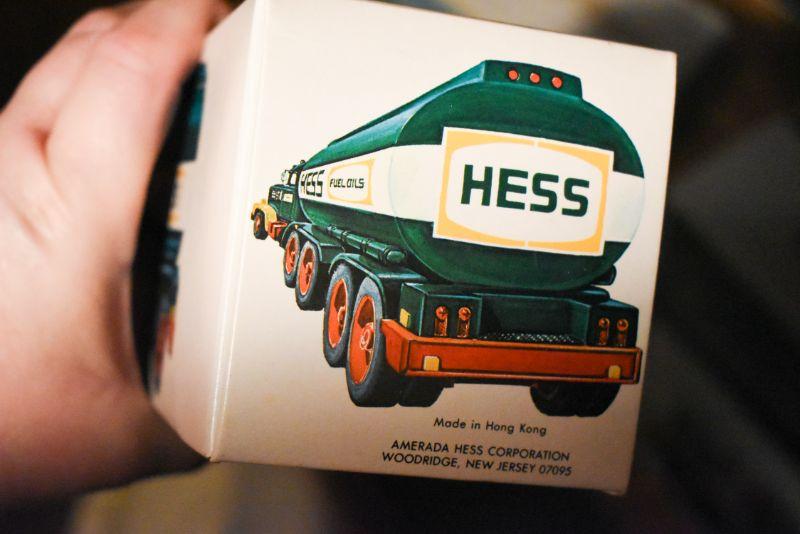 HESS
FUEL OILS
HESS
Made in Hong Kong
AMERADA HESS CORPORATION
WOODRIDGE, NEW JERSEY 07095